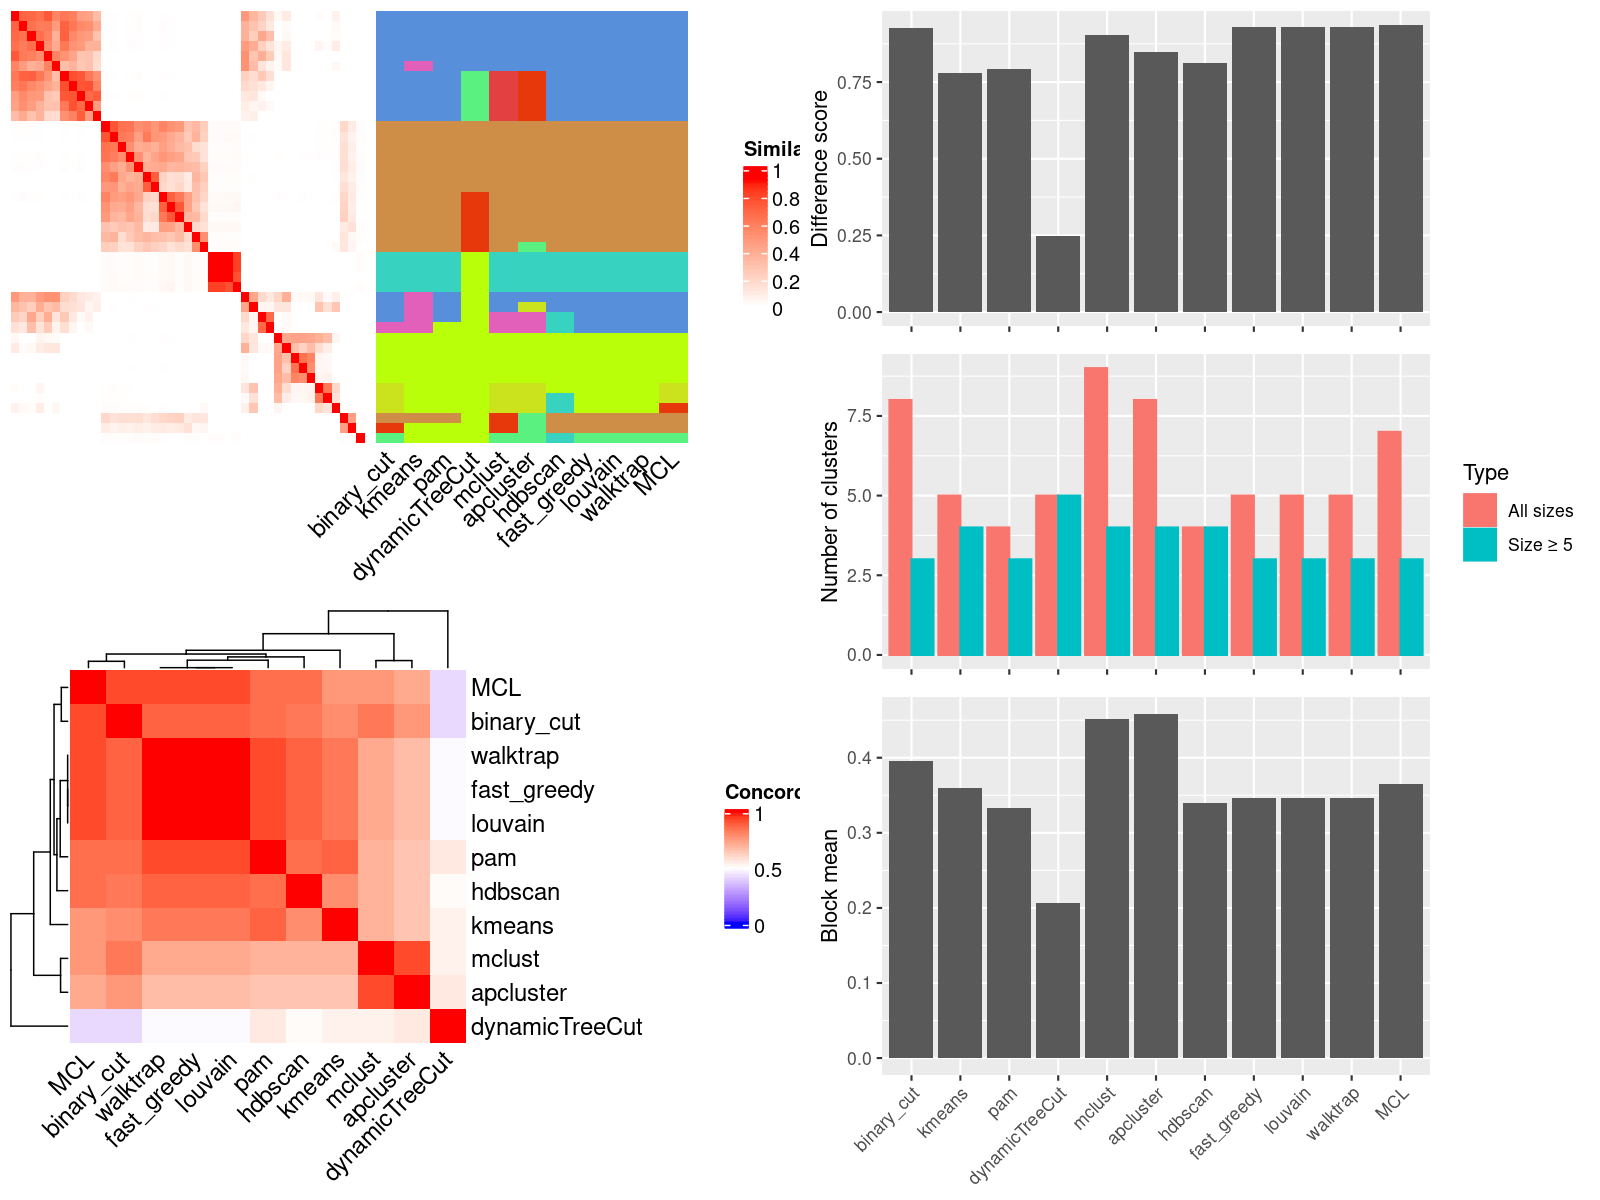 Simila
1
0.8
0.6
0.4
0.2
0
binary_cut
kmeans
pam
dynamicTreeCut
mclust
apcluster
hdbscan
fast_greedy
louvain
walktrap
MCL
MCL
binary_cut
walktrap
fast_greedy
louvain
pam
hdbscan
kmeans
mclust
apcluster
dynamicTreeCut
MCL
binary_cut
walktrap
fast_greedy
louvain
pam
hdbscan
kmeans
mclust
apcluster
dynamicTreeCut
Concord
1
0.5
0
Difference score
0.75
0.50
0.25
0.00
Number of clusters
7.5
5.0
2.5
0.0
Type
All sizes
Size ≥ 5
Block mean
0.4
0.3
0.2
0.1
0.0
binary_cut
kmeans
pam
dynamicTreeCut
mclust
apcluster
hdbscan
fast_greedy
louvain
walktrap
MCL